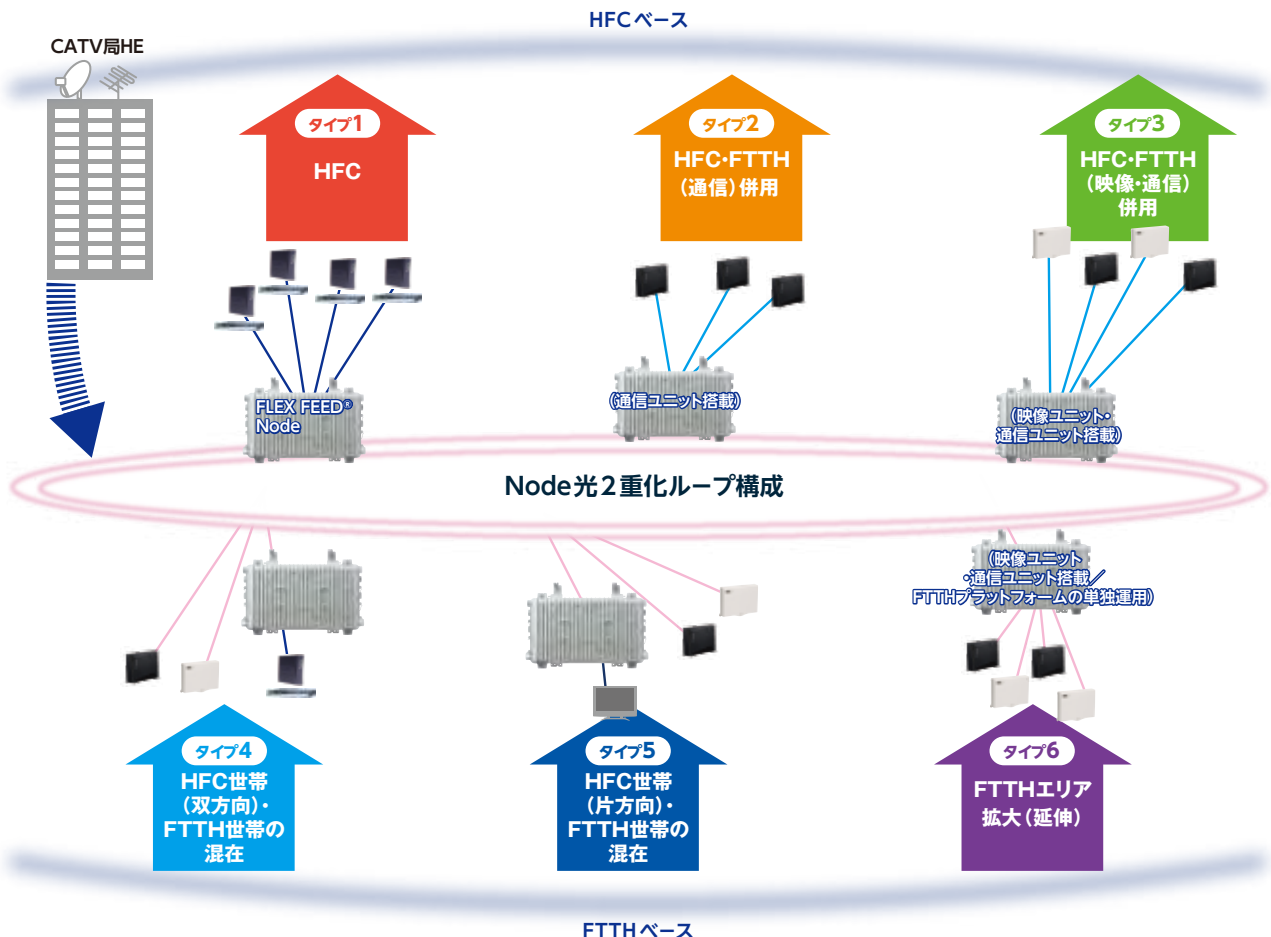 HFCベース
CATV局HE
タイプ1
HFC
タイプ2
HFC・FTTH
(通信)併用
タイプ3
HFC・FTTH
(映像・通信)
併用
FLEX FEED®
Node
(通信ユニット搭載)
(映像ユニット・
通信ユニット搭載)
Node光2重化ループ構成
(映像ユニット
・通信ユニット搭載/
FTTHプラットフォームの単独運用)
タイプ4
HFC世帯
(双方向)・
FTTH世帯の
混在
タイプ5
HFC世帯
(片方向)・
FTTH世帯の
混在
タイプ6
FTTHエリア
拡大(延伸)
FTTHベース